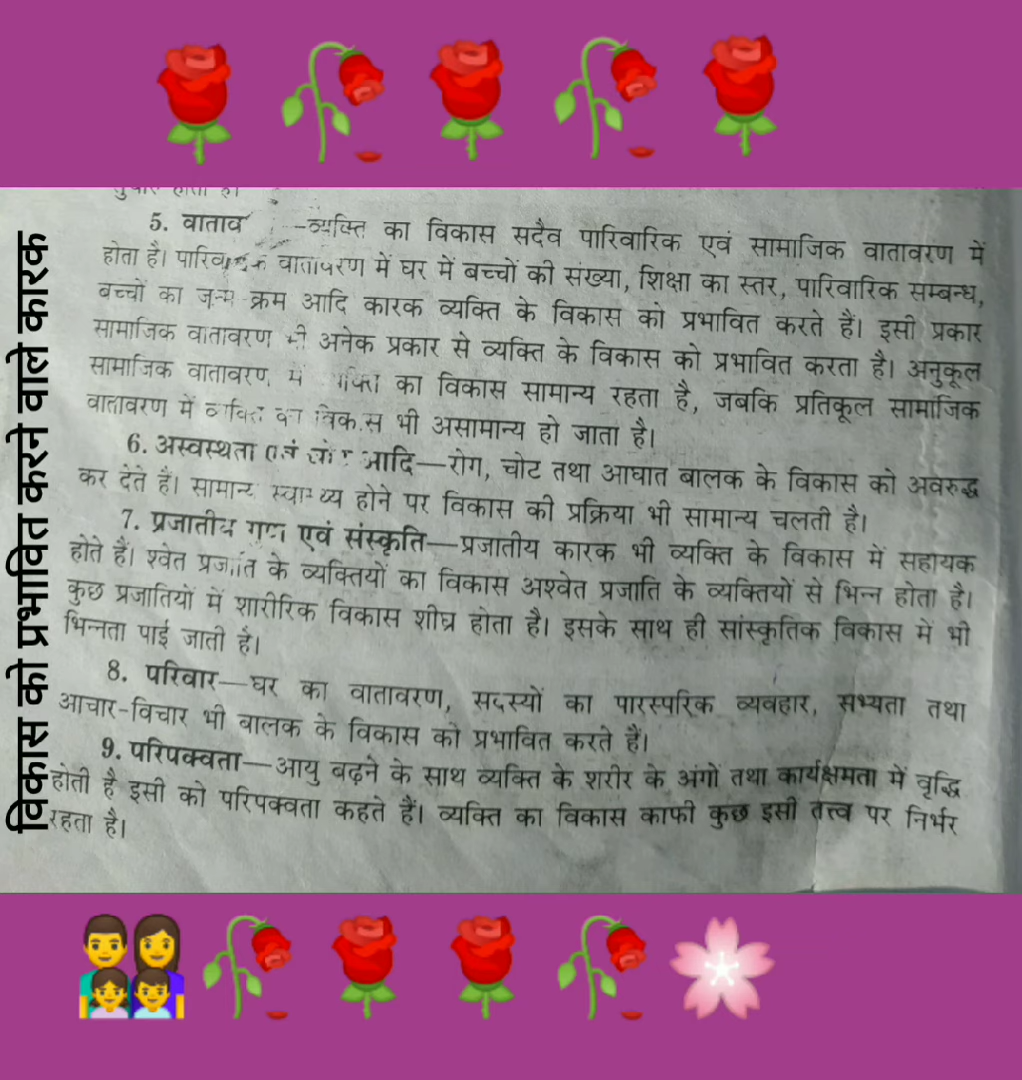 विकास को प्रभावित करने वाले कारक
5. –व्यक्ति का विकास सदैव पारिवारिक एवं सामाजिक वातावरण में
होता है। वातावरण में घर में बच्चों की संख्या, शिक्षा का स्तर, पारिवारिक सम्बन्ध,
बच्चों का जन्म क्रम आदि कारक व्यक्ति के विकास को प्रभावित करते हैं। इसी प्रकार
सामाजिक वातावरण भी अनेक प्रकार से व्यक्ति के विकास को प्रभावित करता है। अनुकूल
सामाजिक वातावरण में का विकास सामान्य रहता है, जबकि प्रतिकूल सामाजिक
वातावरण में भी असामान्य हो जाता है।
6. अस्वस्थता आदि—रोग, चोट तथा आघात बालक के विकास को अवरुद्ध
कर देते हैं। सामान्य स्वास्थ्य होने पर विकास की प्रक्रिया भी सामान्य चलती है।
7. प्रजातीय एवं संस्कृति—प्रजातीय कारक भी व्यक्ति के विकास में सहायक
होते हैं। श्वेत प्रजाति के व्यक्तियों का विकास अश्वेत प्रजाति के व्यक्तियों से भिन्न होता है।
कुछ प्रजातियों में शारीरिक विकास शीघ्र होता है। इसके साथ ही सांस्कृतिक विकास में भी
भिन्नता पाई जाती है।
8. परिवार—घर का वातावरण, सदस्यों का पारस्परिक व्यवहार, सभ्यता तथा
आचार-विचार भी बालक के विकास को प्रभावित करते हैं।
9. परिपक्वता—आयु बढ़ने के साथ व्यक्ति के शरीर के अंगों तथा कार्यक्षमता में वृद्धि
होती है इसी को परिपक्वता कहते हैं। व्यक्ति का विकास काफी कुछ इसी तत्त्व पर निर्भर
रहता है।